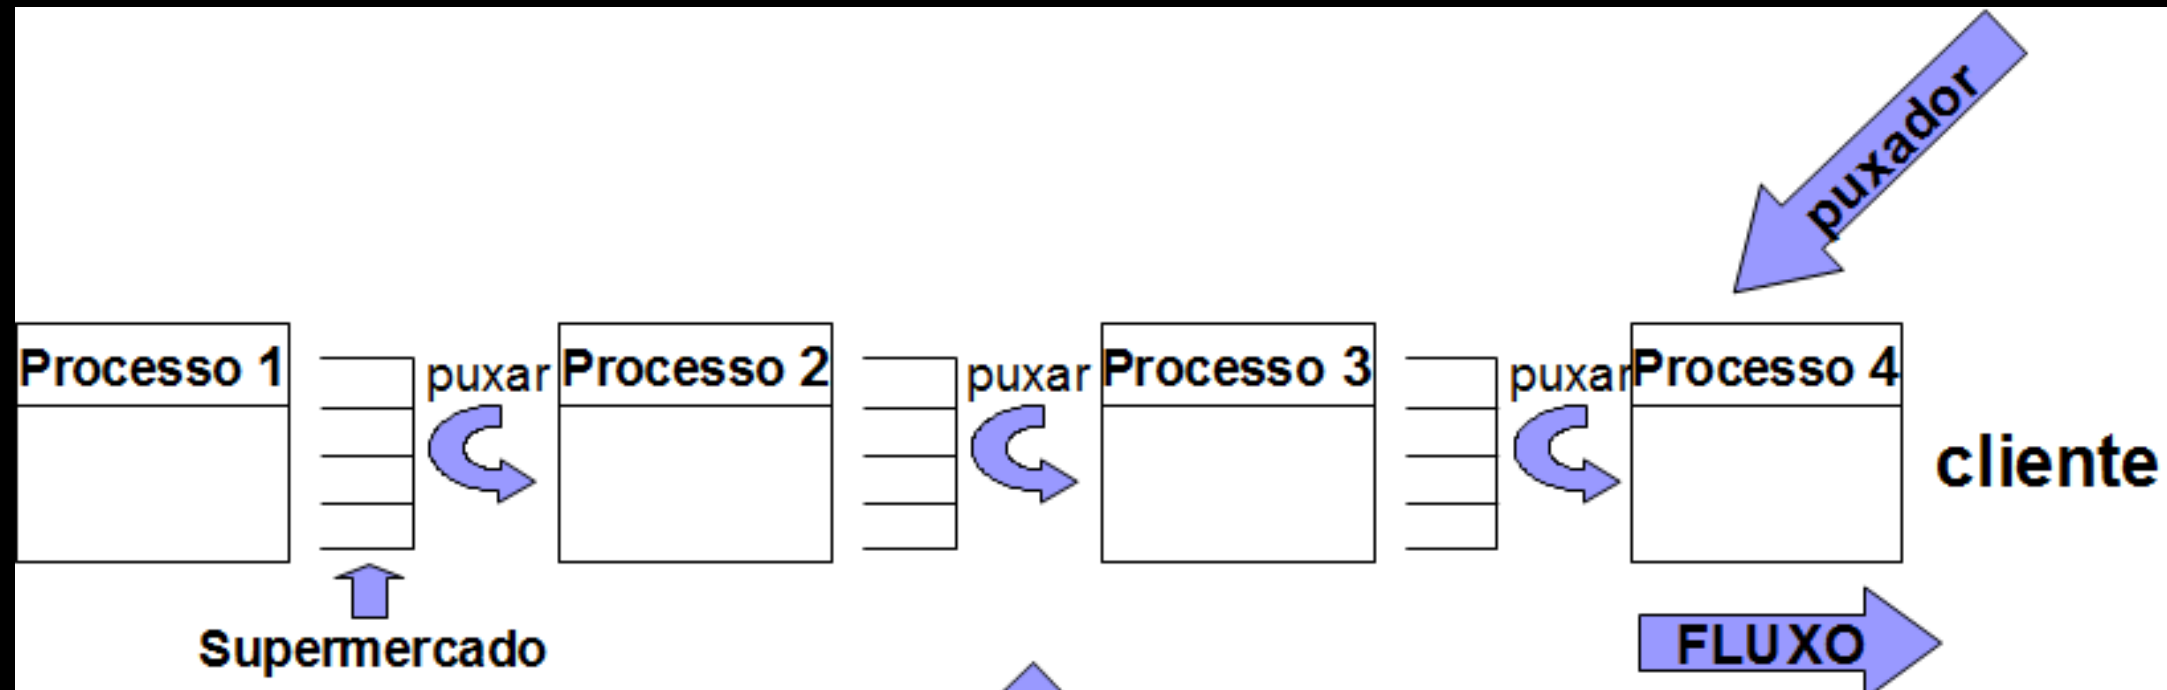 puxador
Processo 1
puxar
Processo 2
puxar
Processo 3
puxar
Processo 4
cliente
Supermercado
FLUXO